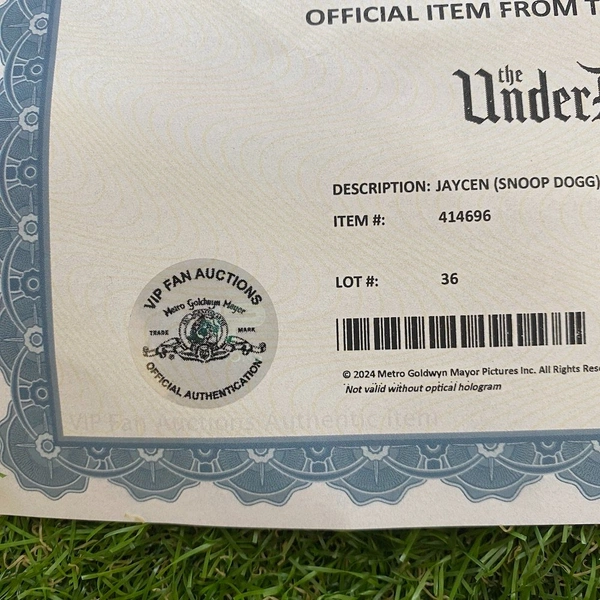 OFFICIAL ITEM FROM T
the
Under
DESCRIPTION: JAYCEN (SNOOP DOGG)
ITEM #: 414696
LOT #: 36
VIP FAN AUCTIONS
Metro Goldwyn Mayer
TRADE MARK
OFFICIAL AUTHENTICATION
© 2024 Metro Goldwyn Mayor Pictures Inc. All Rights Rese
Not valid without optical hologram
VIP Fan Auctions Authentic Item